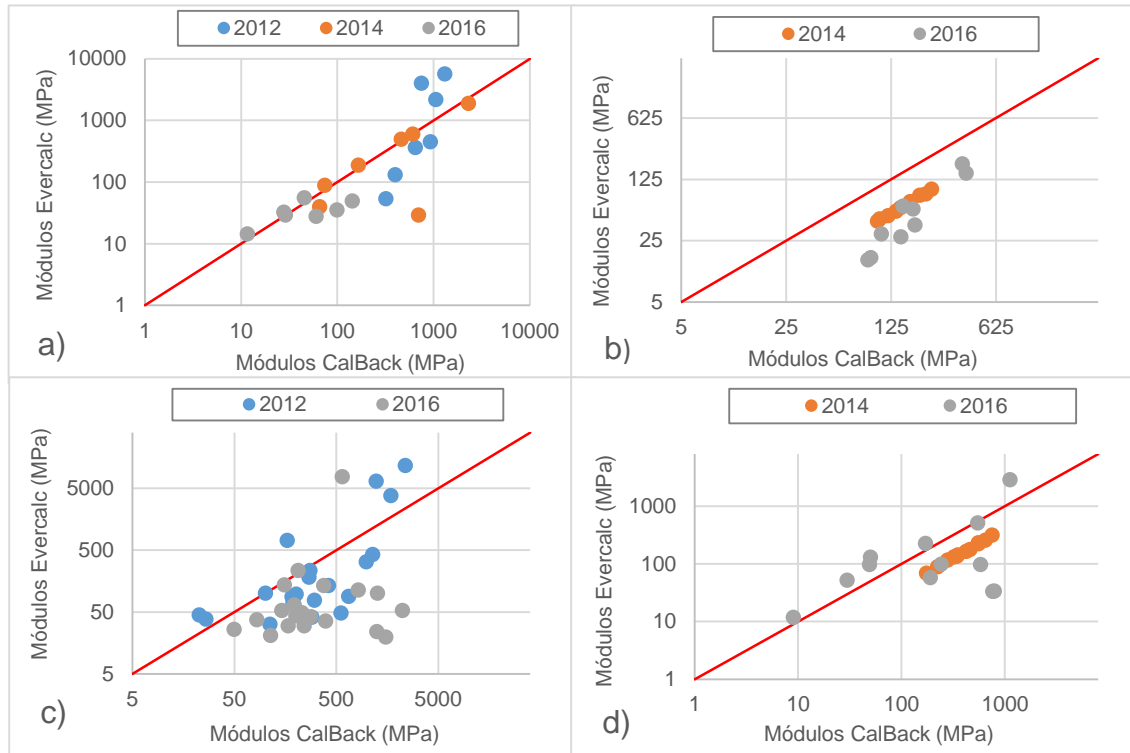 2012 2014 2016
10000
1000
100
10
1
1 10 100 1000 10000
Módulos Evercalc (MPa)
Módulos CalBack (MPa)
a)
2014 2016
625
125
25
5
5 25 125 625
Módulos Evercalc (MPa)
Módulos CalBack (MPa)
b)
2012 2016
5000
500
50
5
5 50 500 5000
Módulos Evercalc (MPa)
Módulos CalBack (MPa)
c)
2014 2016
1000
100
10
1
1 10 100 1000
Módulos Evercalc (MPa)
Módulos CalBack (MPa)
d)